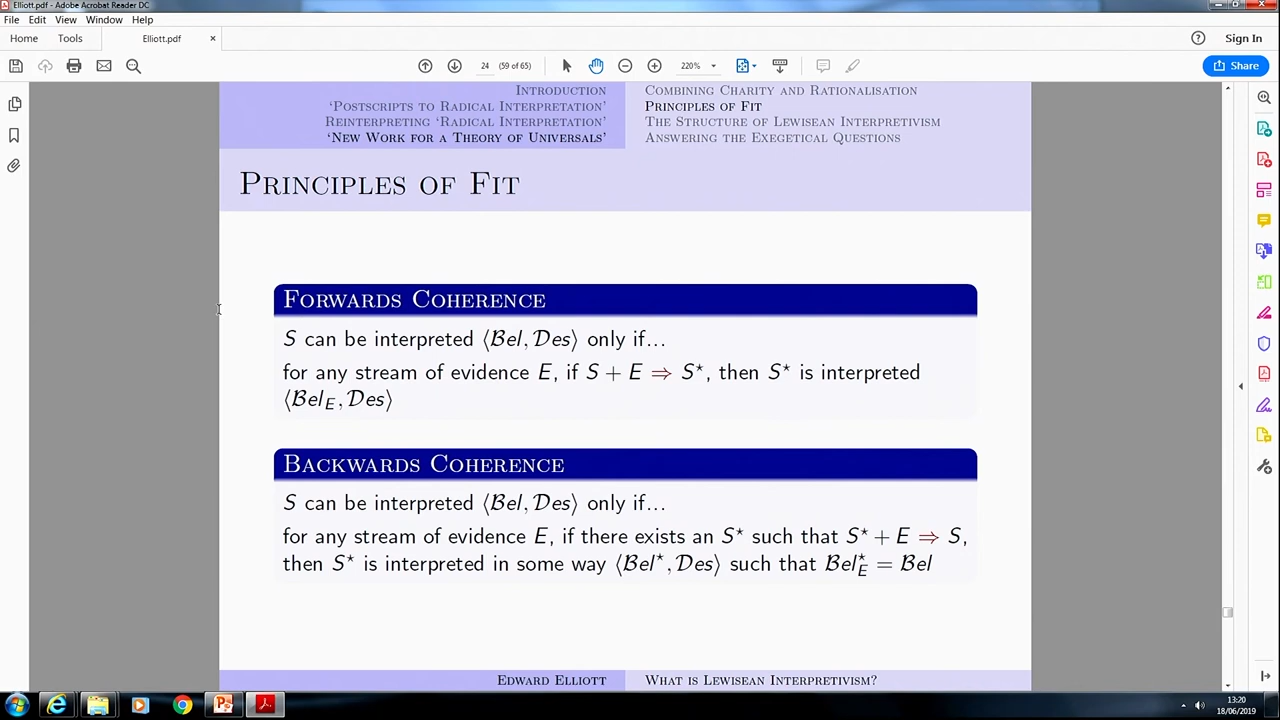 Elliott.pdf - Adobe Acrobat Reader DC
File Edit View Window Help
Home Tools Elliott.pdf × Sign In
24 (59 of 65) 220% Share
INTRODUCTION
'POSTSCRIPTS TO RADICAL INTERPRETATION'
REINTERPRETING 'RADICAL INTERPRETATION'
'NEW WORK FOR A THEORY OF UNIVERSALS'
COMBINING CHARITY AND RATIONALISATION
PRINCIPLES OF FIT
THE STRUCTURE OF LEWISEAN INTERPRETIVISM
ANSWERING THE EXEGETICAL QUESTIONS
PRINCIPLES OF FIT
FORWARDS COHERENCE
S can be interpreted ⟨Bel, Des⟩ only if...
for any stream of evidence E, if S + E ⇒ S⋆, then S⋆ is interpreted
⟨Bel_E, Des⟩
BACKWARDS COHERENCE
S can be interpreted ⟨Bel, Des⟩ only if...
for any stream of evidence E, if there exists an S⋆ such that S⋆ + E ⇒ S,
then S⋆ is interpreted in some way ⟨Bel⋆, Des⟩ such that Bel⋆_E = Bel
EDWARD ELLIOTT
WHAT IS LEWISEAN INTERPRETIVISM?
13:20
18/06/2019